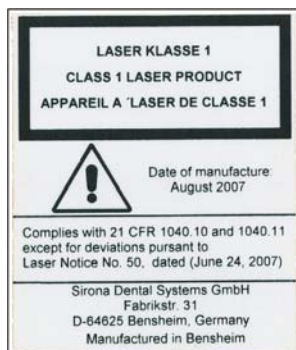 LASER KLASSE 1
CLASS 1 LASER PRODUCT
APPAREIL A ´LASER DE CLASSE 1
Date of manufacture:
August 2007
Complies with 21 CFR 1040.10 and 1040.11
except for deviations pursant to
Laser Notice No. 50, dated (June 24, 2007)
Sirona Dental Systems GmbH
Fabrikstr. 31
D-64625 Bensheim, Germany
Manufactured in Bensheim